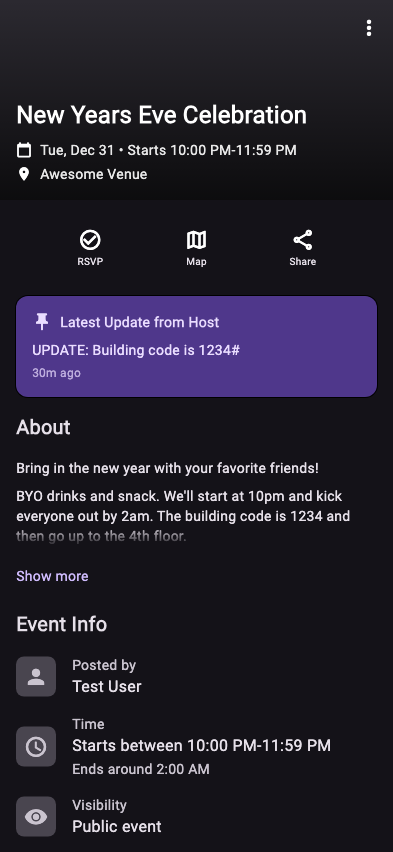 New Years Eve Celebration
Tue, Dec 31 • Starts 10:00 PM-11:59 PM
Awesome Venue
RSVP
Map
Share
Latest Update from Host
UPDATE: Building code is 1234#
30m ago
About
Bring in the new year with your favorite friends!
BYO drinks and snack. We'll start at 10pm and kick
everyone out by 2am. The building code is 1234 and
then go up to the 4th floor.
Show more
Event Info
Posted by
Test User
Time
Starts between 10:00 PM-11:59 PM
Ends around 2:00 AM
Visibility
Public event